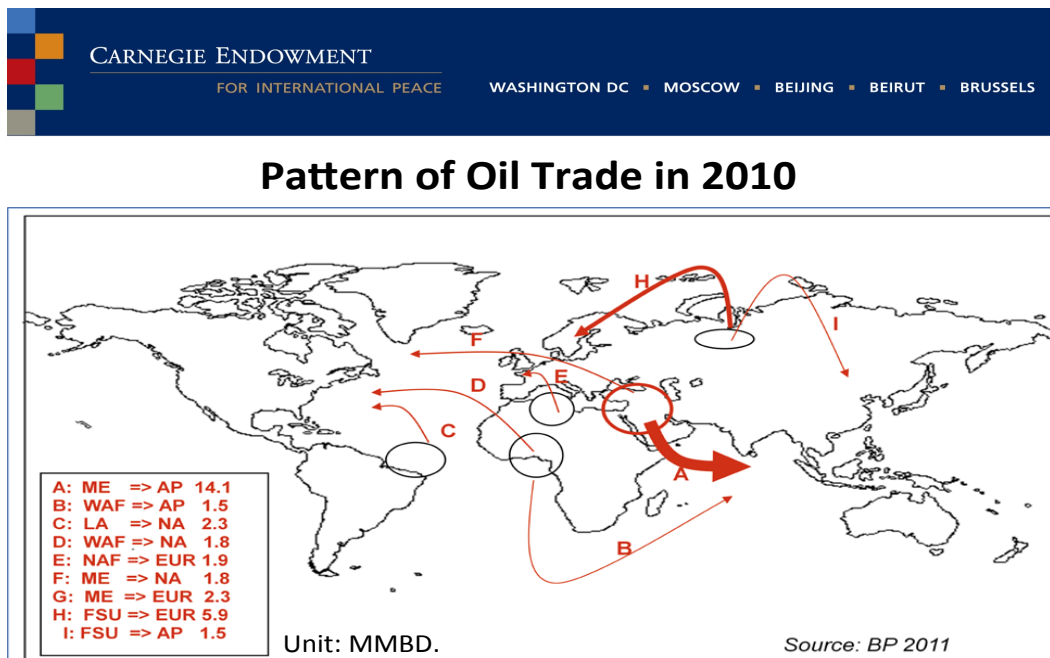 CARNEGIE ENDOWMENT
FOR INTERNATIONAL PEACE
WASHINGTON DC ▪ MOSCOW ▪ BEIJING ▪ BEIRUT ▪ BRUSSELS
Pattern of Oil Trade in 2010
H
I
F
E
D
C
A
B
A: ME => AP 14.1
B: WAF => AP 1.5
C: LA => NA 2.3
D: WAF => NA 1.8
E: NAF => EUR 1.9
F: ME => NA 1.8
G: ME => EUR 2.3
H: FSU => EUR 5.9
I: FSU => AP 1.5
Unit: MMBD.
Source: BP 2011